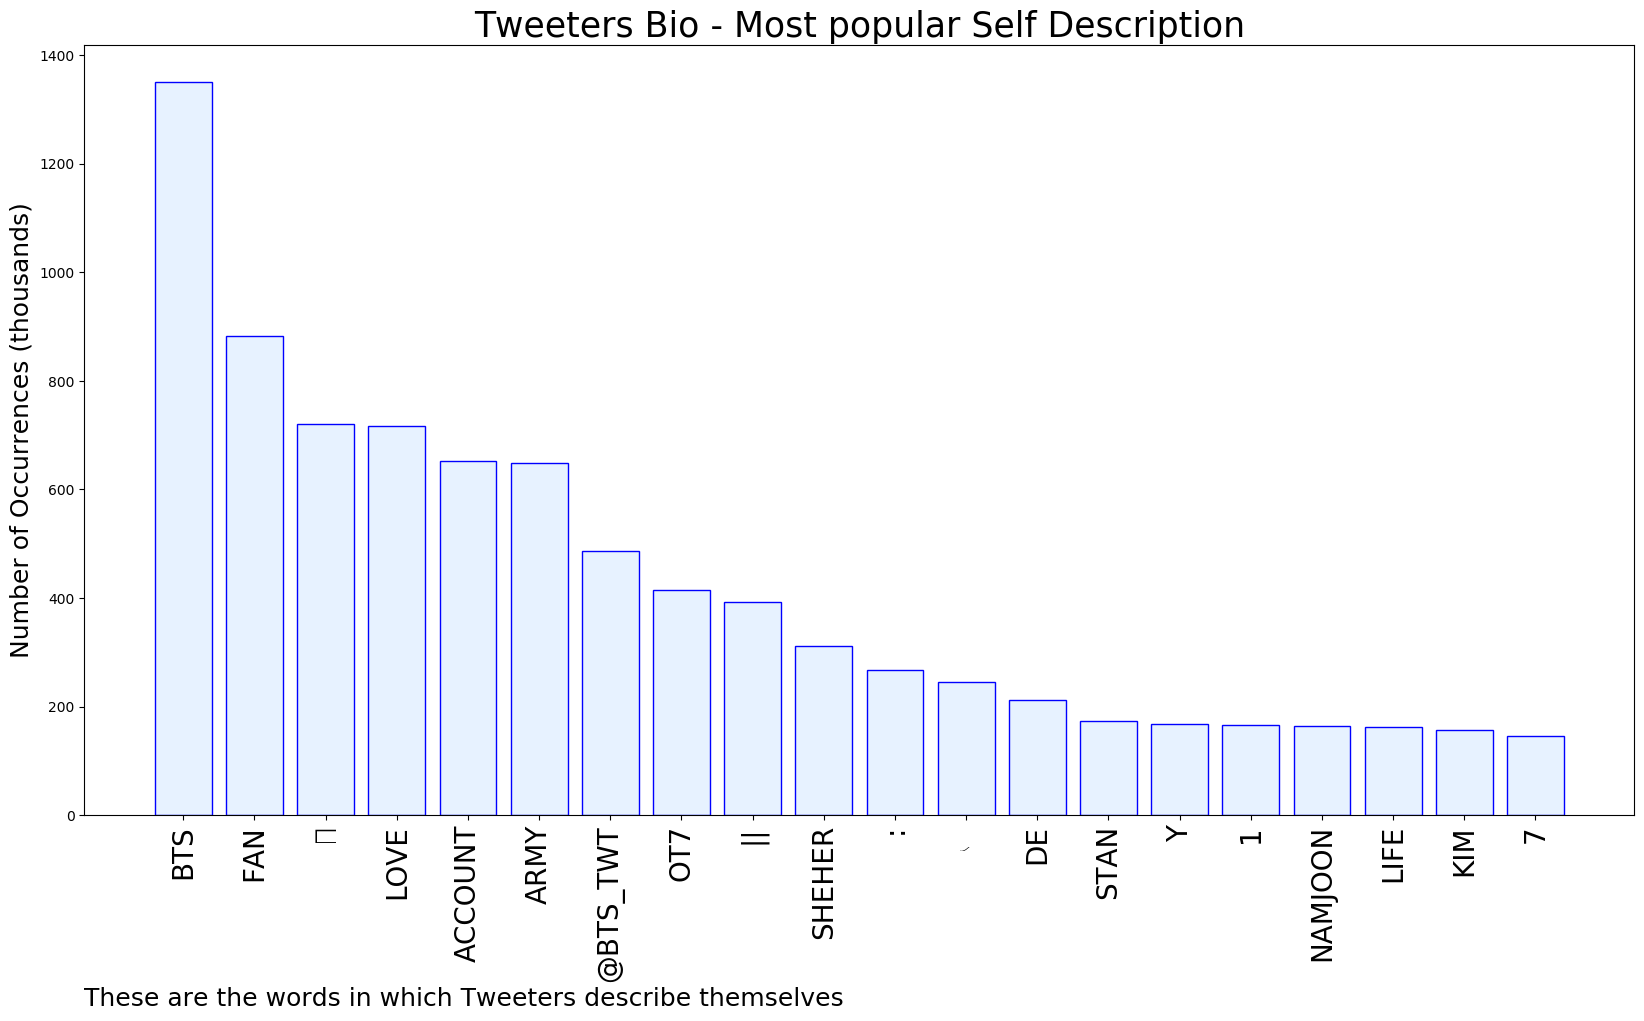 Tweeters Bio - Most popular Self Description
Number of Occurrences (thousands)
1400
1200
1000
800
600
400
200
0
BTS
FAN
LOVE
ACCOUNT
ARMY
@BTS_TWT
OT7
||
SHEHER
:
DE
STAN
Y
1
NAMJOON
LIFE
KIM
7
These are the words in which Tweeters describe themselves